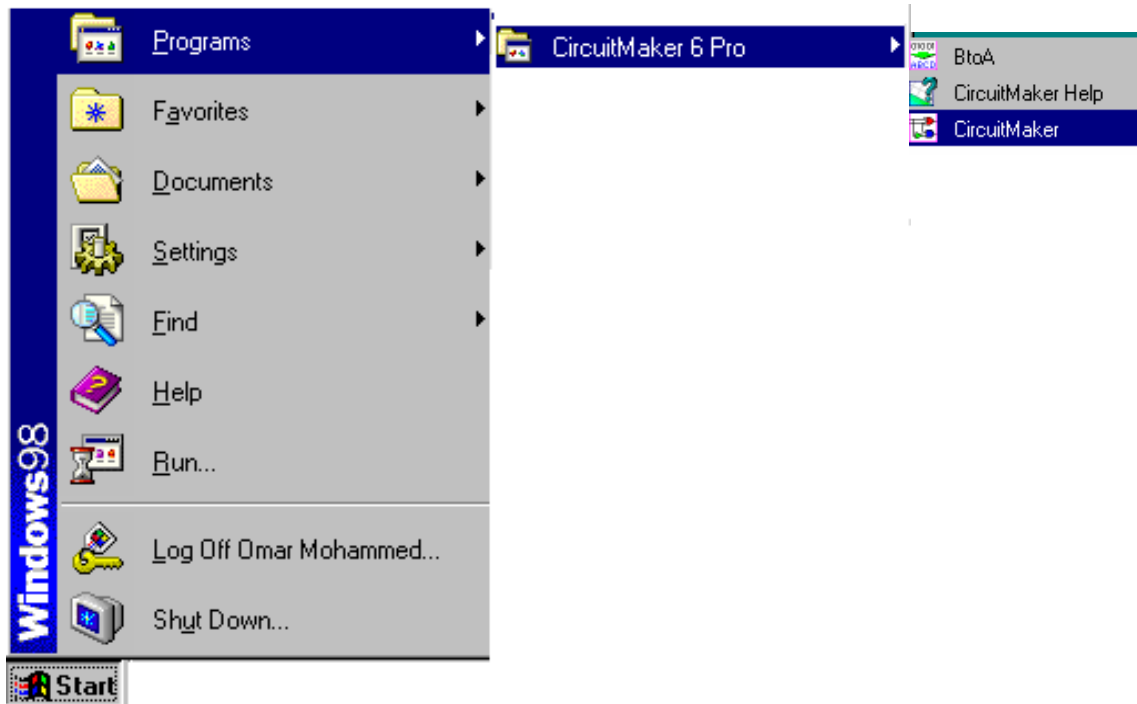 Programs
Favorites
Documents
Settings
Find
Help
Run...
Log Off Omar Mohammed...
Shut Down...
Windows98
Start
CircuitMaker 6 Pro
BtoA
CircuitMaker Help
CircuitMaker